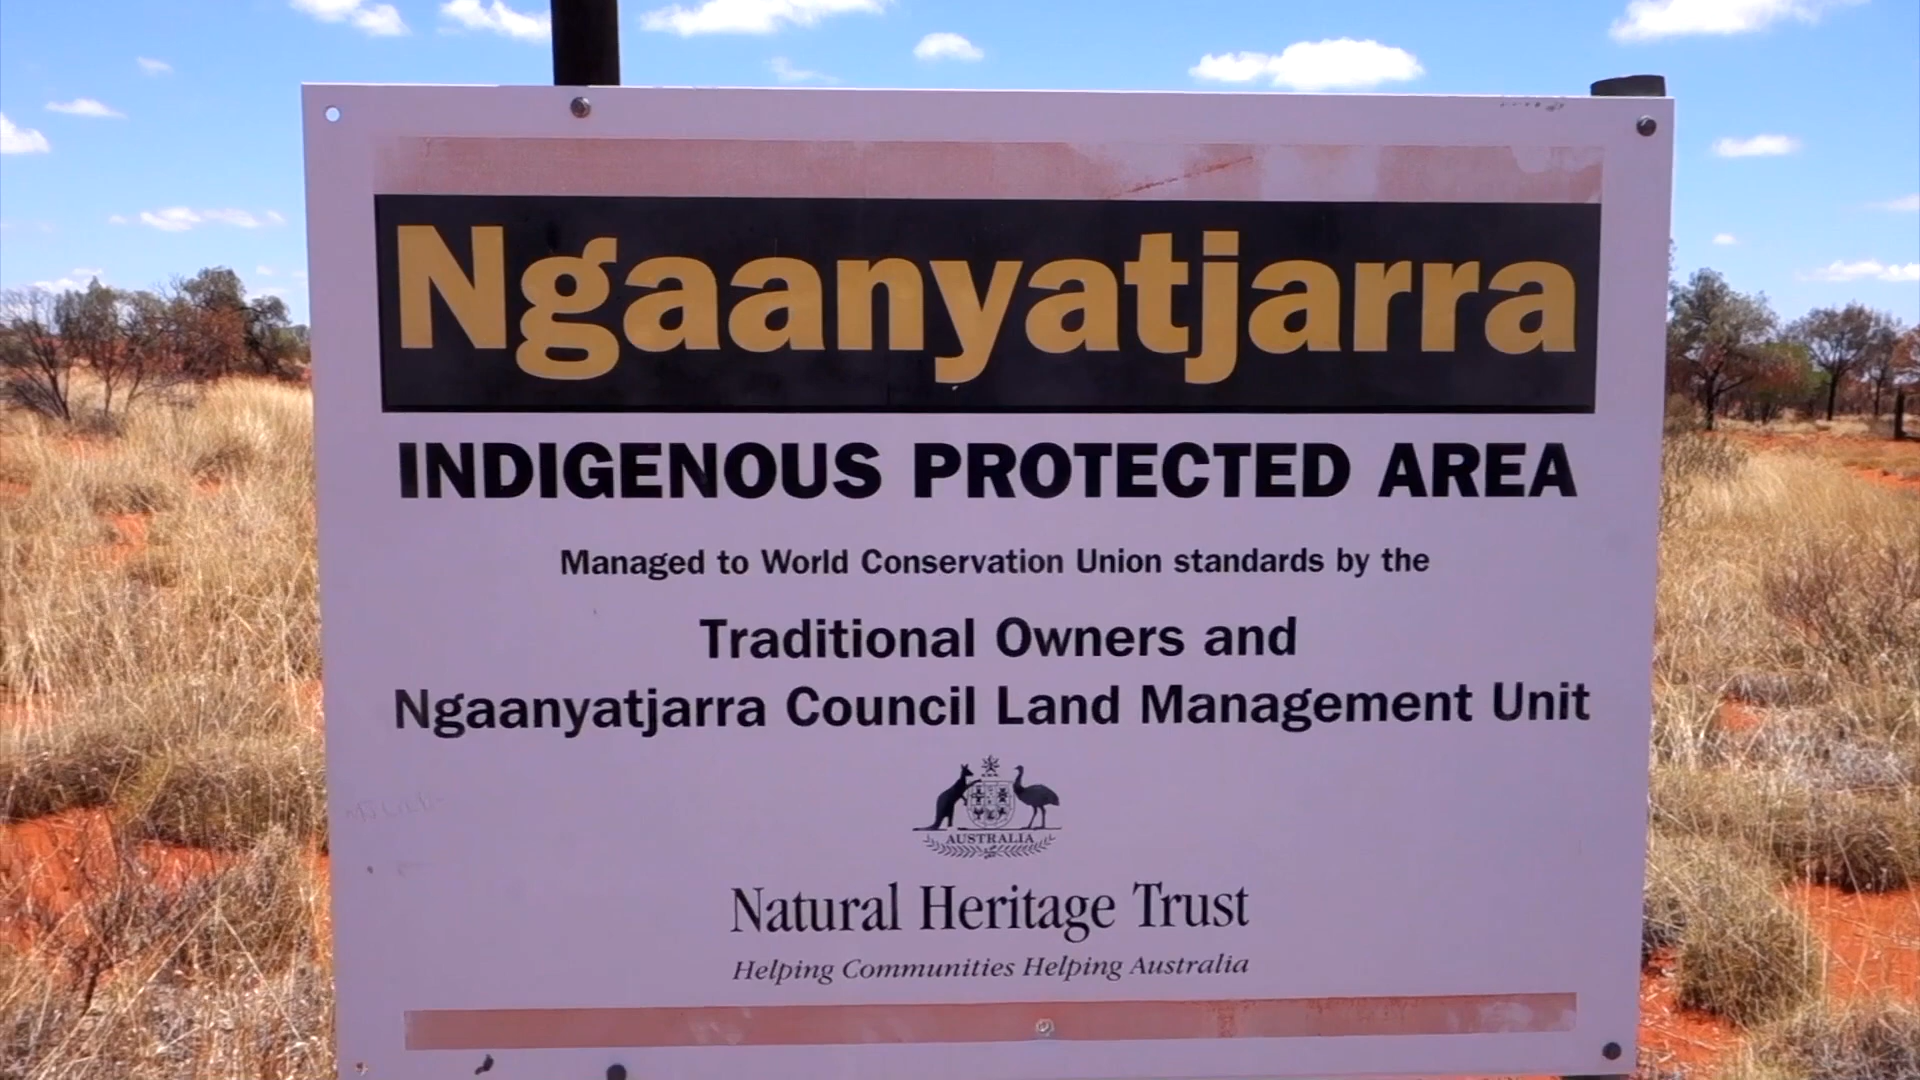 Ngaanyatjarra
INDIGENOUS PROTECTED AREA
Managed to World Conservation Union standards by the
Traditional Owners and
Ngaanyatjarra Council Land Management Unit
AUSTRALIA
Natural Heritage Trust
Helping Communities Helping Australia